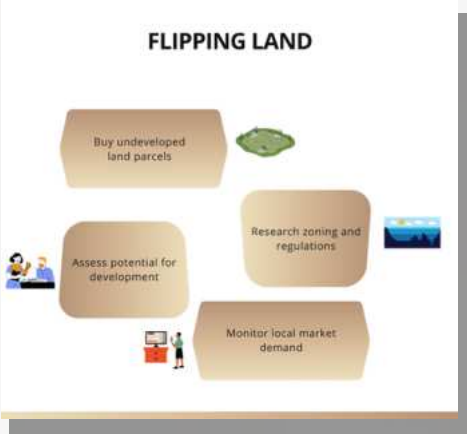 FLIPPING LAND
Buy undeveloped
land parcels
Research zoning and
regulations
Assess potential for
development
Monitor local market
demand